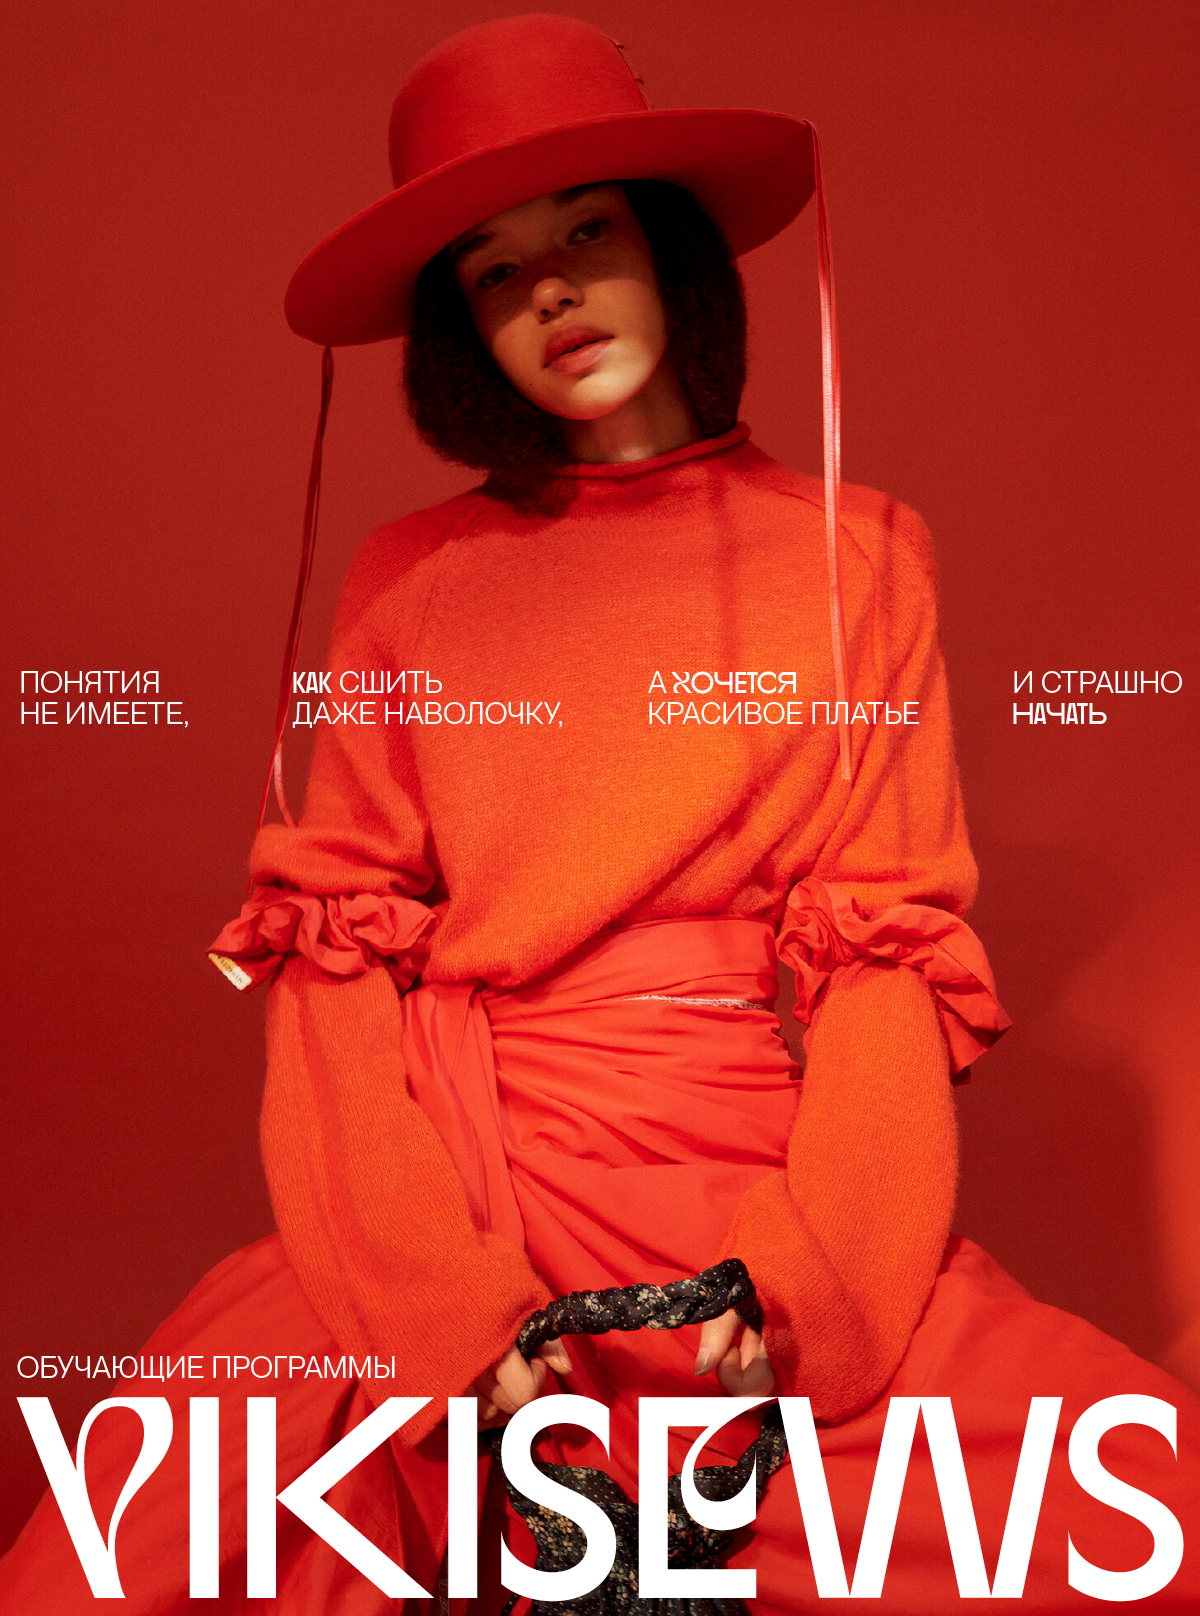 ПОНЯТИЯ
НЕ ИМЕЕТЕ,
КАК СШИТЬ
ДАЖЕ НАВОЛОЧКУ,
А ХОЧЕТСЯ
КРАСИВОЕ ПЛАТЬЕ
И СТРАШНО
НАЧАТЬ
ОБУЧАЮЩИЕ ПРОГРАММЫ
VIKISEWS